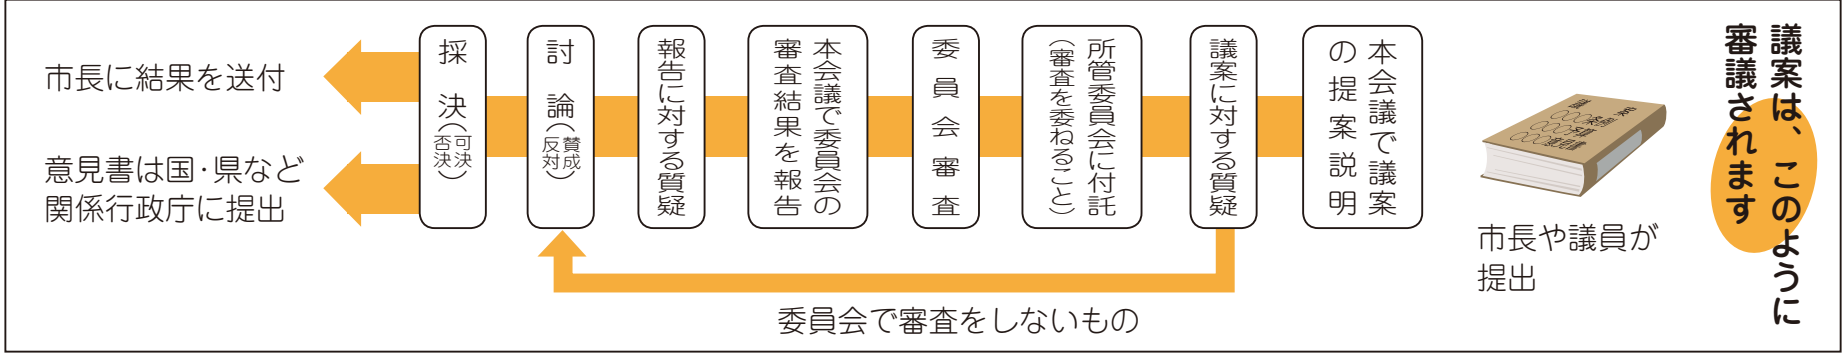 議案は、このように
審議されます
市長や議員が
提出
本会議で議案
の提案説明
議案に対する質疑
所管委員会に付託
（審査を委ねること）
委員会審査
本会議で委員会の
審査結果を報告
報告に対する質疑
討論（賛成
反対）
採決（可決
否決）
委員会で審査をしないもの
市長に結果を送付
意見書は国・県など
関係行政庁に提出